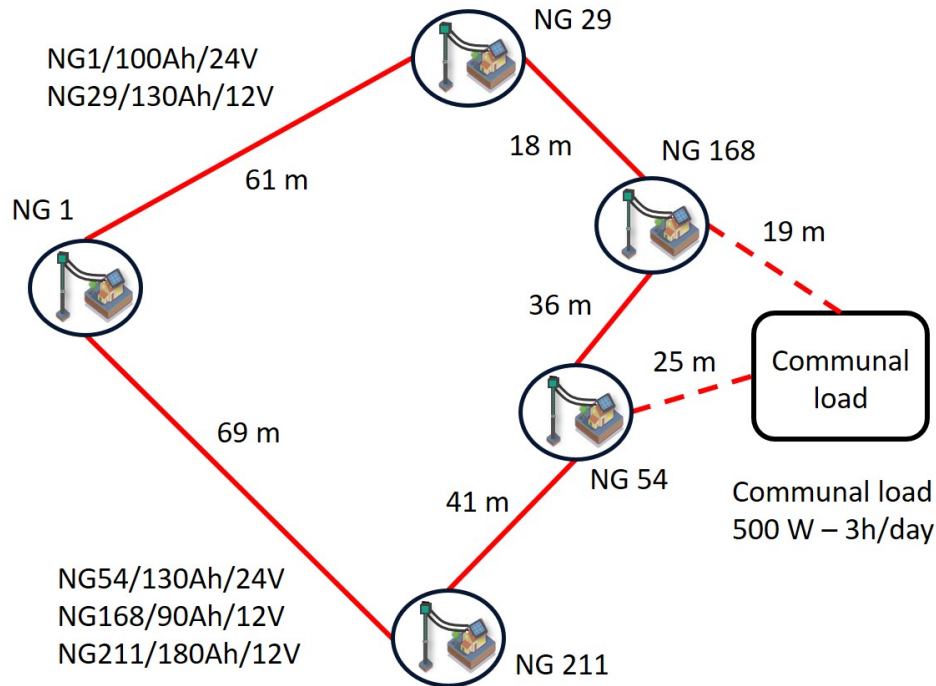 NG 29
NG1/100Ah/24V
NG29/130Ah/12V
18 m
NG 168
61 m
NG 1
19 m
36 m
25 m
Communal
load
69 m
NG 54
41 m
Communal load
500 W – 3h/day
NG54/130Ah/24V
NG168/90Ah/12V
NG211/180Ah/12V
NG 211